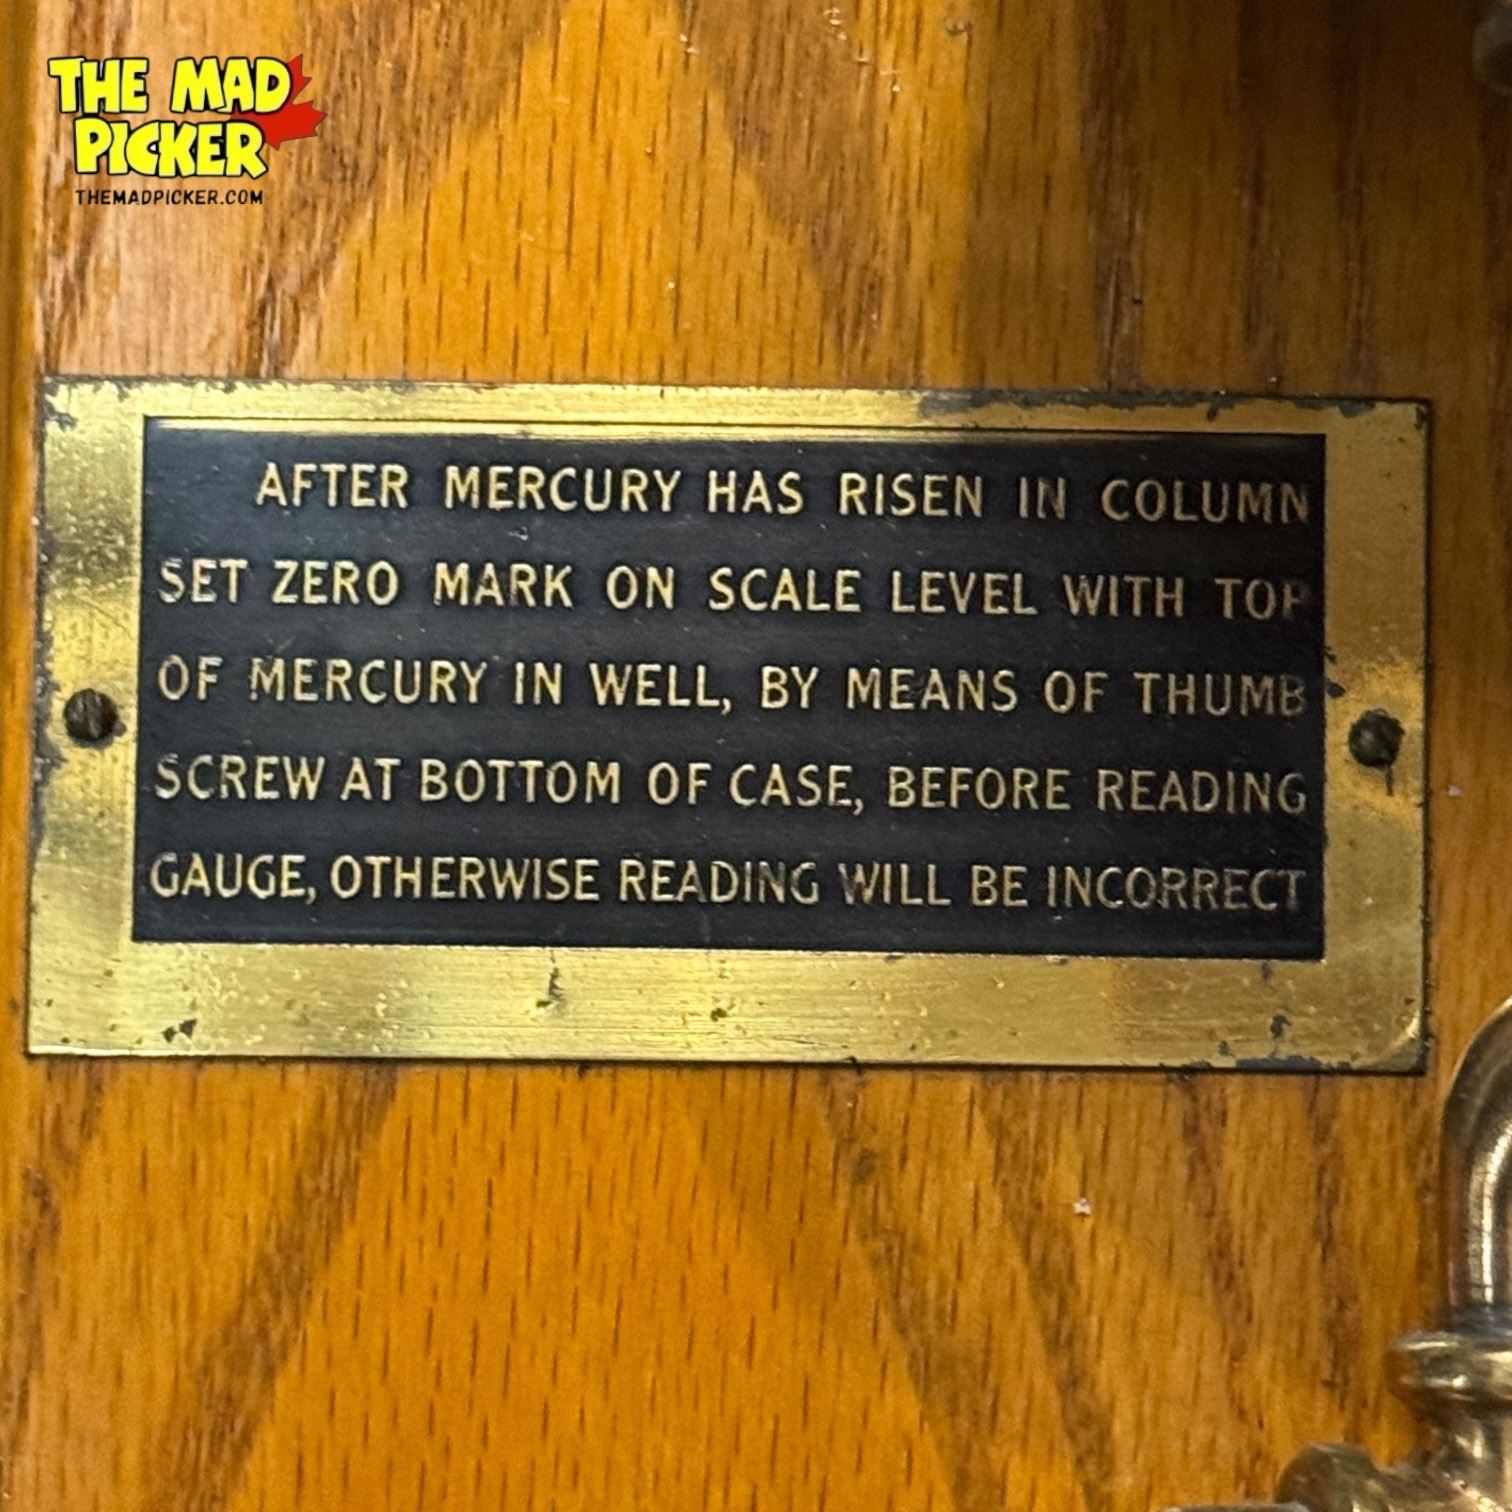 THE MAD
PICKER
THEMADPICKER.COM
AFTER MERCURY HAS RISEN IN COLUMN
SET ZERO MARK ON SCALE LEVEL WITH TOP
OF MERCURY IN WELL, BY MEANS OF THUMB
SCREW AT BOTTOM OF CASE, BEFORE READING
GAUGE, OTHERWISE READING WILL BE INCORRECT